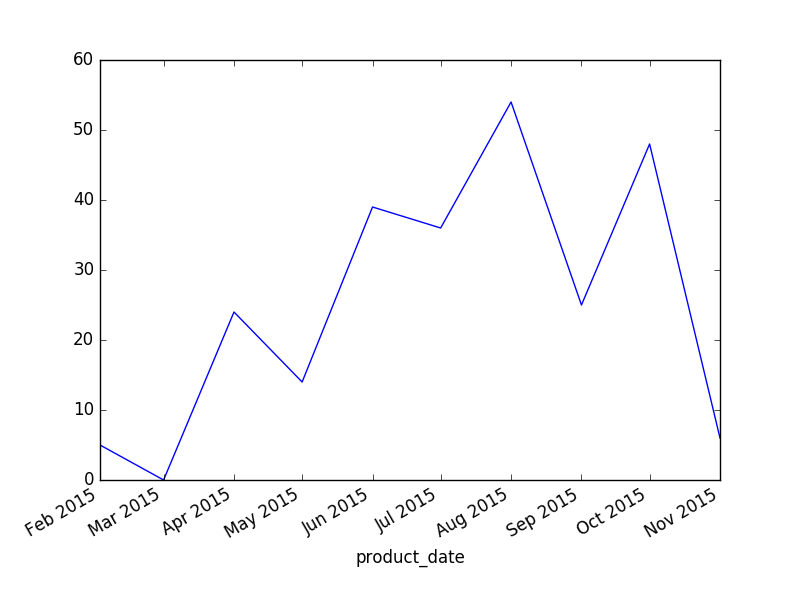 60
50
40
30
20
10
0
Feb 2015
Mar 2015
Apr 2015
May 2015
Jun 2015
Jul 2015
Aug 2015
Sep 2015
Oct 2015
Nov 2015
product_date